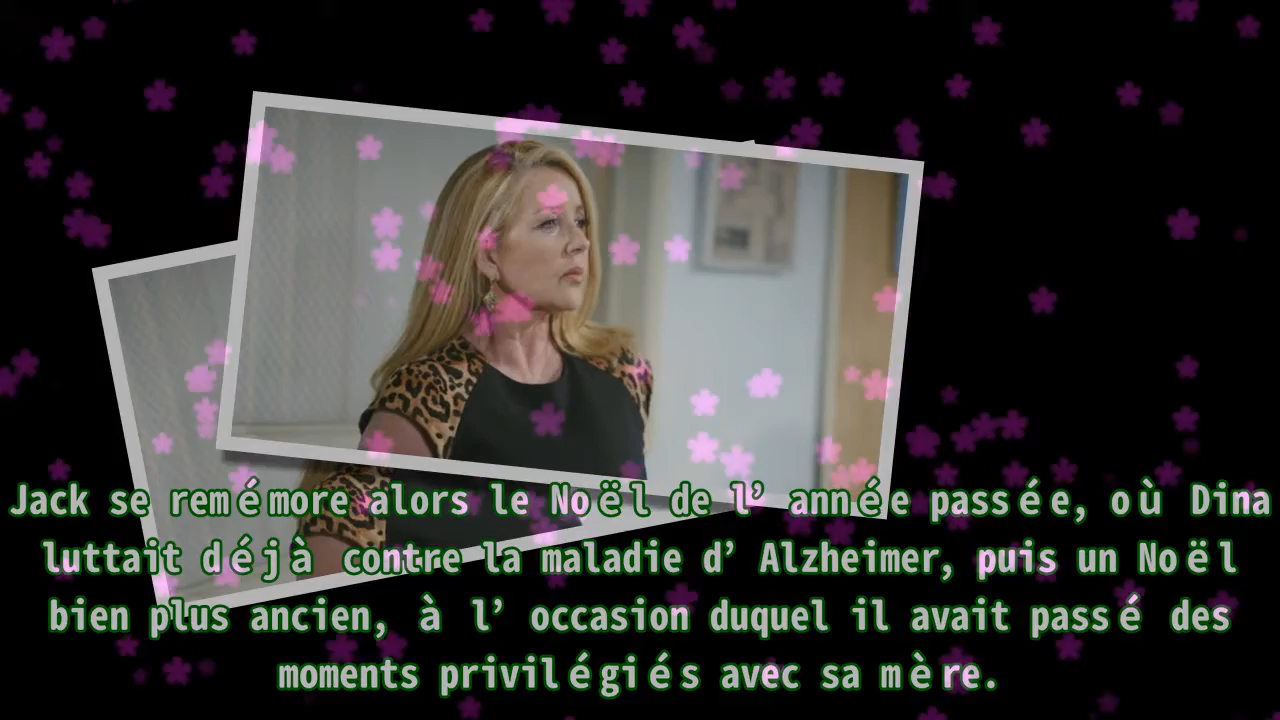 Jack se remémore alors le Noël de l’ année passée, où Dina
luttait déjà contre la maladie d’ Alzheimer, puis un Noël
bien plus ancien, à l’ occasion duquel il avait passé des
moments privilégiés avec sa mère.